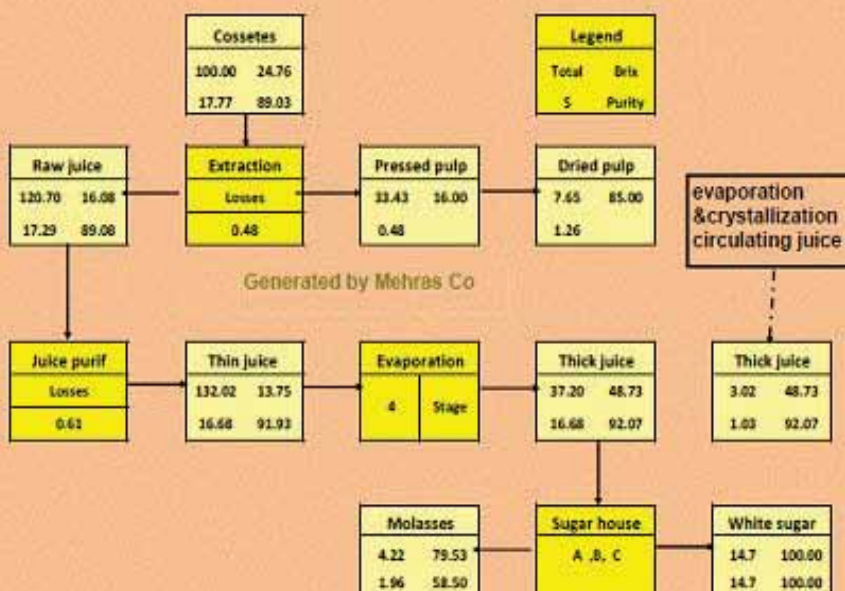 Cossetes
100.00 24.76
17.77 89.03
Legend
Total Brix
S Purity
Raw juice
120.70 16.08
17.29 89.08
Extraction
Losses
0.48
Pressed pulp
33.43 16.00
0.48
Dried pulp
7.65 85.00
1.26
evaporation
&crystallization
circulating juice
Generated by Mehras Co
Juice purif
Losses
0.61
Thin juice
132.02 13.75
16.68 91.93
Evaporation
4 Stage
Thick juice
37.20 48.73
16.68 92.07
Thick juice
3.02 48.73
1.03 92.07
Molasses
4.22 79.53
1.96 58.50
Sugar house
A ,B, C
White sugar
14.7 100.00
14.7 100.00